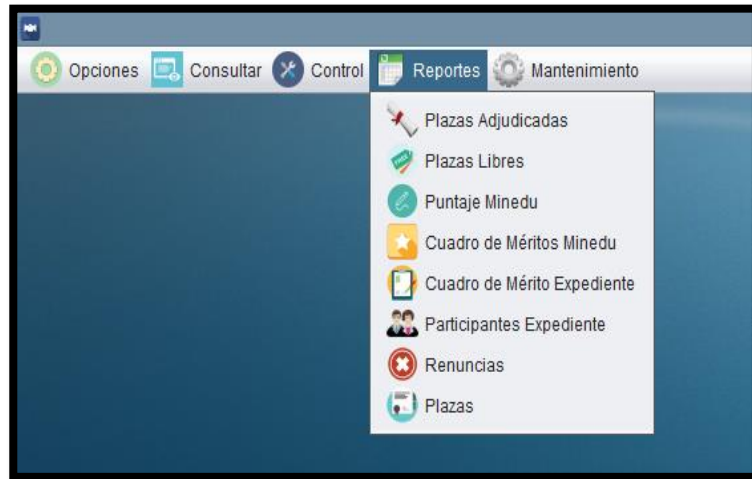 Opciones Consultar Control Reportes Mantenimiento
Plazas Adjudicadas
Plazas Libres
Puntaje Minedu
Cuadro de Méritos Minedu
Cuadro de Mérito Expediente
Participantes Expediente
Renuncias
Plazas